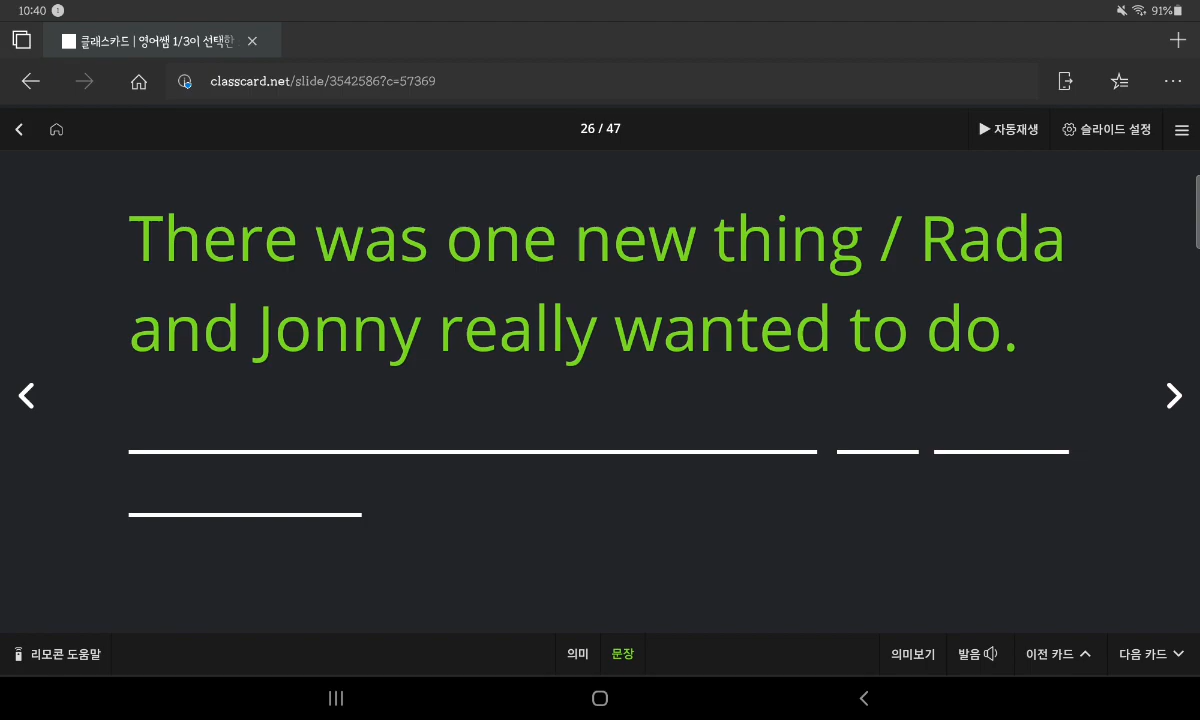 10:40 1 91%
클래스카드 | 영어쌤 1/3이 선택한
classcard.net/slide/3542586?c=57369
26 / 47 자동재생 슬라이드 설정
There was one new thing / Rada
and Jonny really wanted to do.
리모콘 도움말 의미 문장 의미보기 발음 이전 카드 다음 카드